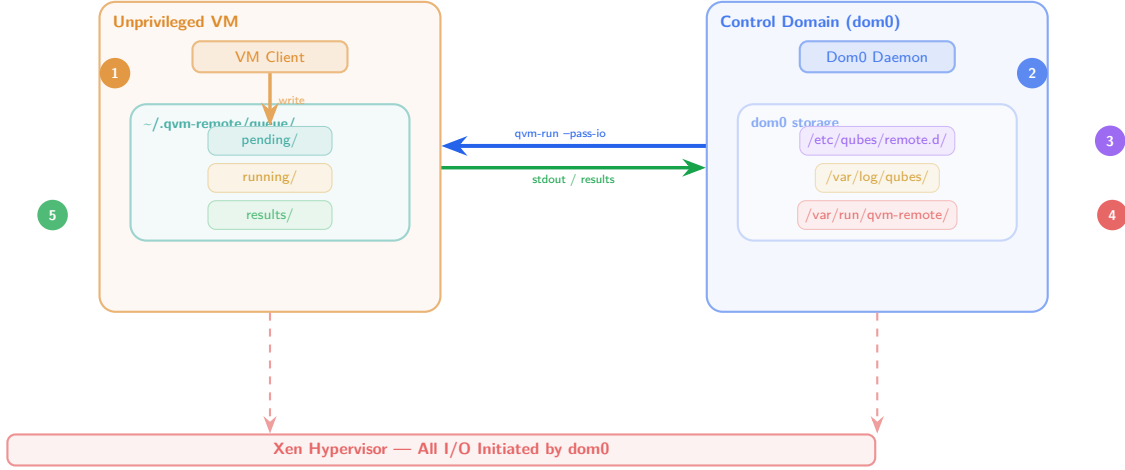 Unprivileged VM
VM Client
1
write
~/.qvm-remote/queue/
pending/
running/
results/
5
qvm-run –pass-io
stdout / results
Control Domain (dom0)
Dom0 Daemon
2
dom0 storage
/etc/qubes/remote.d/
3
/var/log/qubes/
/var/run/qvm-remote/
4
Xen Hypervisor — All I/O Initiated by dom0